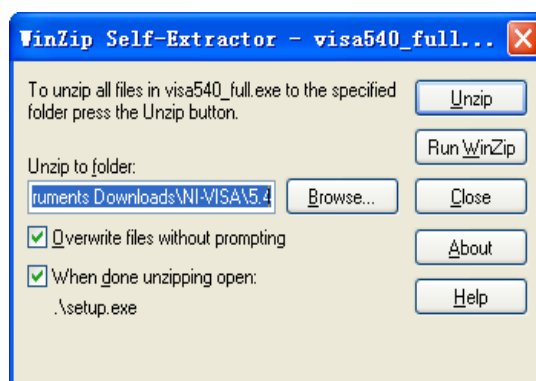 WinZip Self-Extractor - visa540_full...
To unzip all files in visa540_full.exe to the specified
folder press the Unzip button.
Unzip to folder:
ruments Downloads\NI-VISA\5.4
Browse...
Overwrite files without prompting
When done unzipping open:
.\setup.exe
Unzip
Run WinZip
Close
About
Help